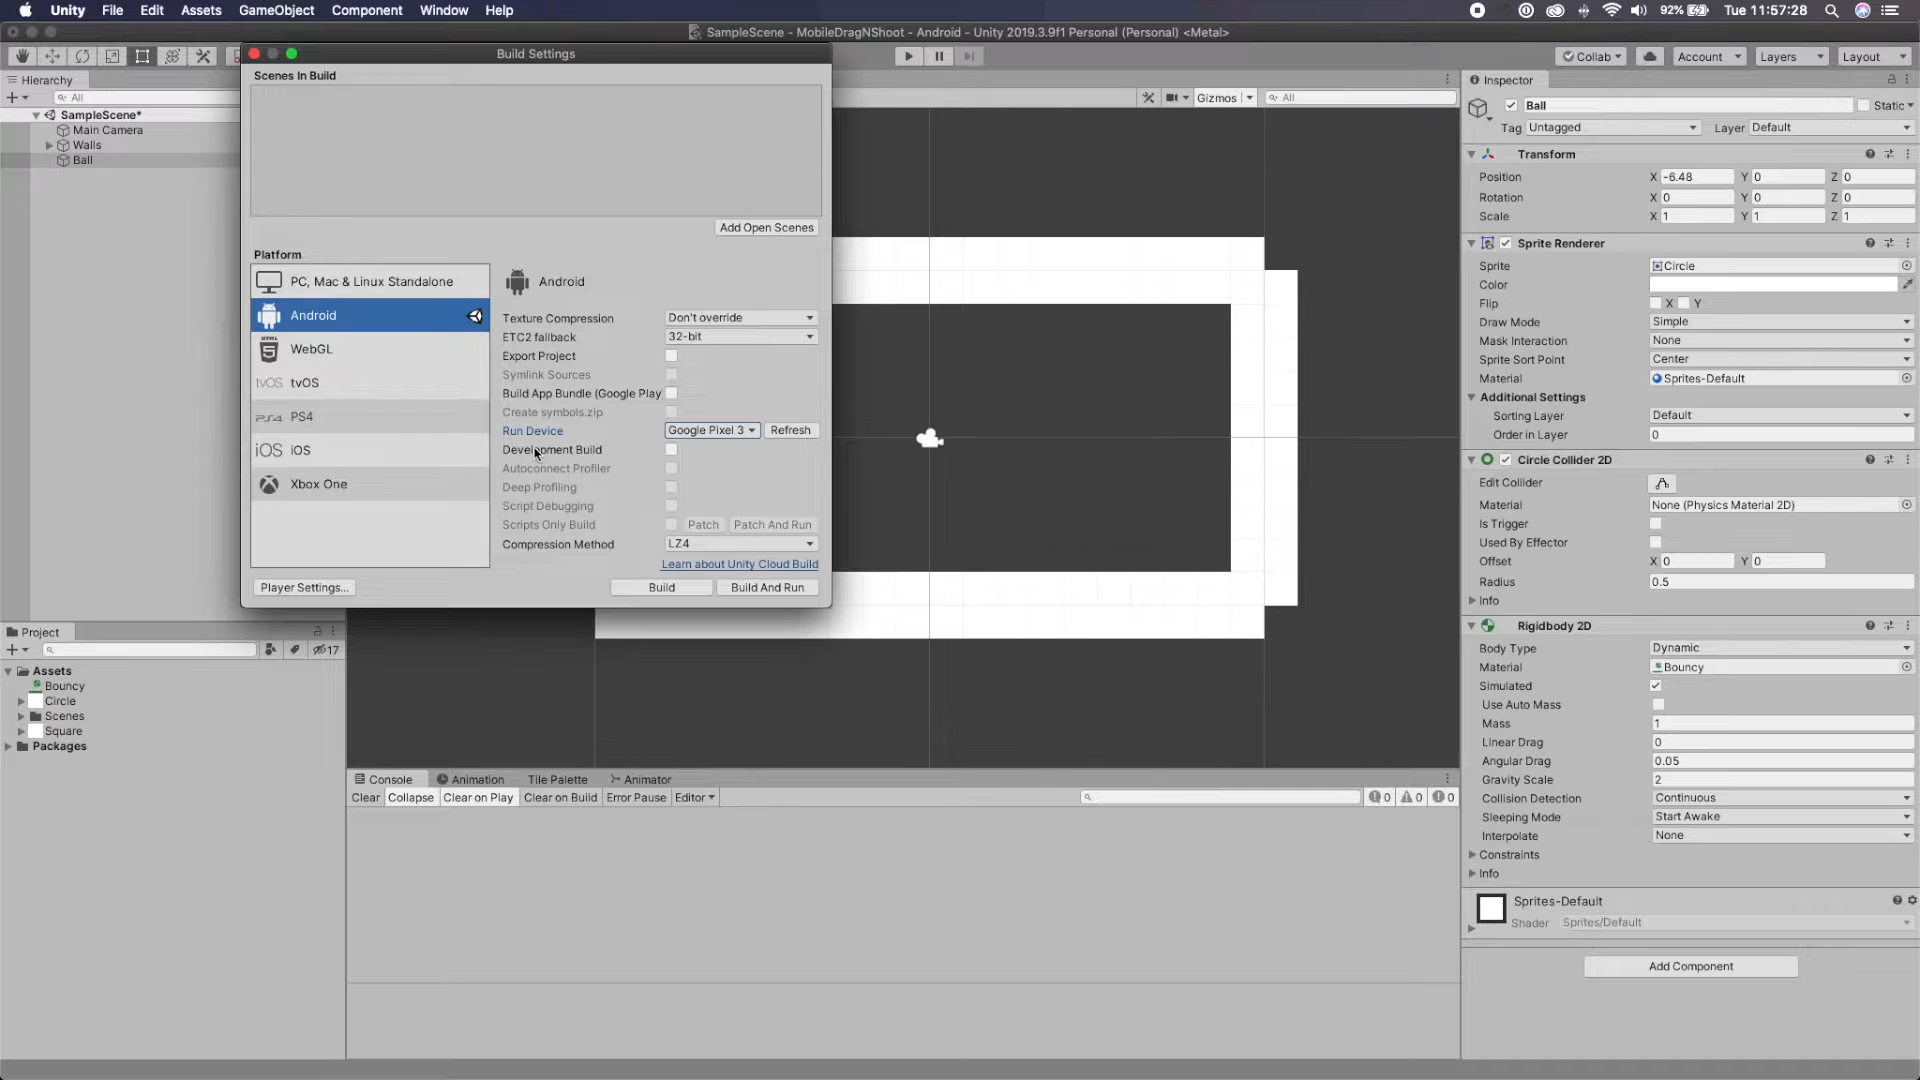 Unity File Edit Assets GameObject Component Window Help 92% Tue 11:57:28
SampleScene - MobileDragNShoot - Android - Unity 2019.3.9f1 Personal (Personal) <Metal>
Collab Account Layers Layout
Build Settings
Scenes In Build
Add Open Scenes
Platform
PC, Mac & Linux Standalone
Android
WebGL
tvOS tvOS
PS4 PS4
iOS iOS
Xbox One
Android
Texture Compression Don't override
ETC2 fallback 32-bit
Export Project
Symlink Sources
Build App Bundle (Google Play
Create symbols.zip
Run Device Google Pixel 3 Refresh
Development Build
Autoconnect Profiler
Deep Profiling
Script Debugging
Scripts Only Build Patch Patch And Run
Compression Method LZ4
Learn about Unity Cloud Build
Player Settings... Build Build And Run
Hierarchy
All
SampleScene*
Main Camera
Walls
Ball
Gizmos All
Project
17
Assets
Bouncy
Circle
Scenes
Square
Packages
Console Animation Tile Palette Animator
Clear Collapse Clear on Play Clear on Build Error Pause Editor 0 0 0
Inspector
Ball Static
Tag Untagged Layer Default
Transform
Position X -6.48 Y 0 Z 0
Rotation X 0 Y 0 Z 0
Scale X 1 Y 1 Z 1
Sprite Renderer
Sprite Circle
Color
Flip X Y
Draw Mode Simple
Mask Interaction None
Sprite Sort Point Center
Material Sprites-Default
Additional Settings
Sorting Layer Default
Order in Layer 0
Circle Collider 2D
Edit Collider
Material None (Physics Material 2D)
Is Trigger
Used By Effector
Offset X 0 Y 0
Radius 0.5
Info
Rigidbody 2D
Body Type Dynamic
Material Bouncy
Simulated
Use Auto Mass
Mass 1
Linear Drag 0
Angular Drag 0.05
Gravity Scale 2
Collision Detection Continuous
Sleeping Mode Start Awake
Interpolate None
Constraints
Info
Sprites-Default
Shader Sprites/Default
Add Component